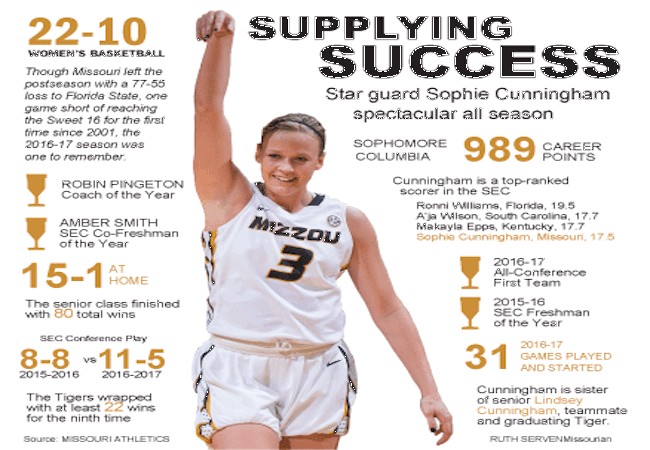 22-10
WOMEN'S BASKETBALL
Though Missouri left the
postseason with a 77-55
loss to Florida State, one
game short of reaching
the Sweet 16 for the first
time since 2001, the
2016-17 season was
one to remember.
ROBIN PINGETON
Coach of the Year
AMBER SMITH
SEC Co-Freshman
of the Year
15-1 AT HOME
The senior class finished
with 80 total wins
SEC Conference Play
8-8 vs 11-5
2015-2016 2016-2017
The Tigers wrapped
with at least 22 wins
for the ninth time
Source: MISSOURI ATHLETICS
SUPPLYING
SUCCESS
Star guard Sophie Cunningham
spectacular all season
SOPHOMORE
COLUMBIA
989 CAREER POINTS
Cunningham is a top-ranked
scorer in the SEC
Ronni Williams, Florida, 19.5
A'ja Wilson, South Carolina, 17.7
Makayla Epps, Kentucky, 17.7
Sophie Cunningham, Missouri, 17.5
2016-17
All-Conference
First Team
2015-16
SEC Freshman
of the Year
31
2016-17
GAMES PLAYED
AND STARTED
Cunningham is sister
of senior Lindsey
Cunningham, teammate
and graduating Tiger.
RUTH SERVENMissourian
MIZZOU
3